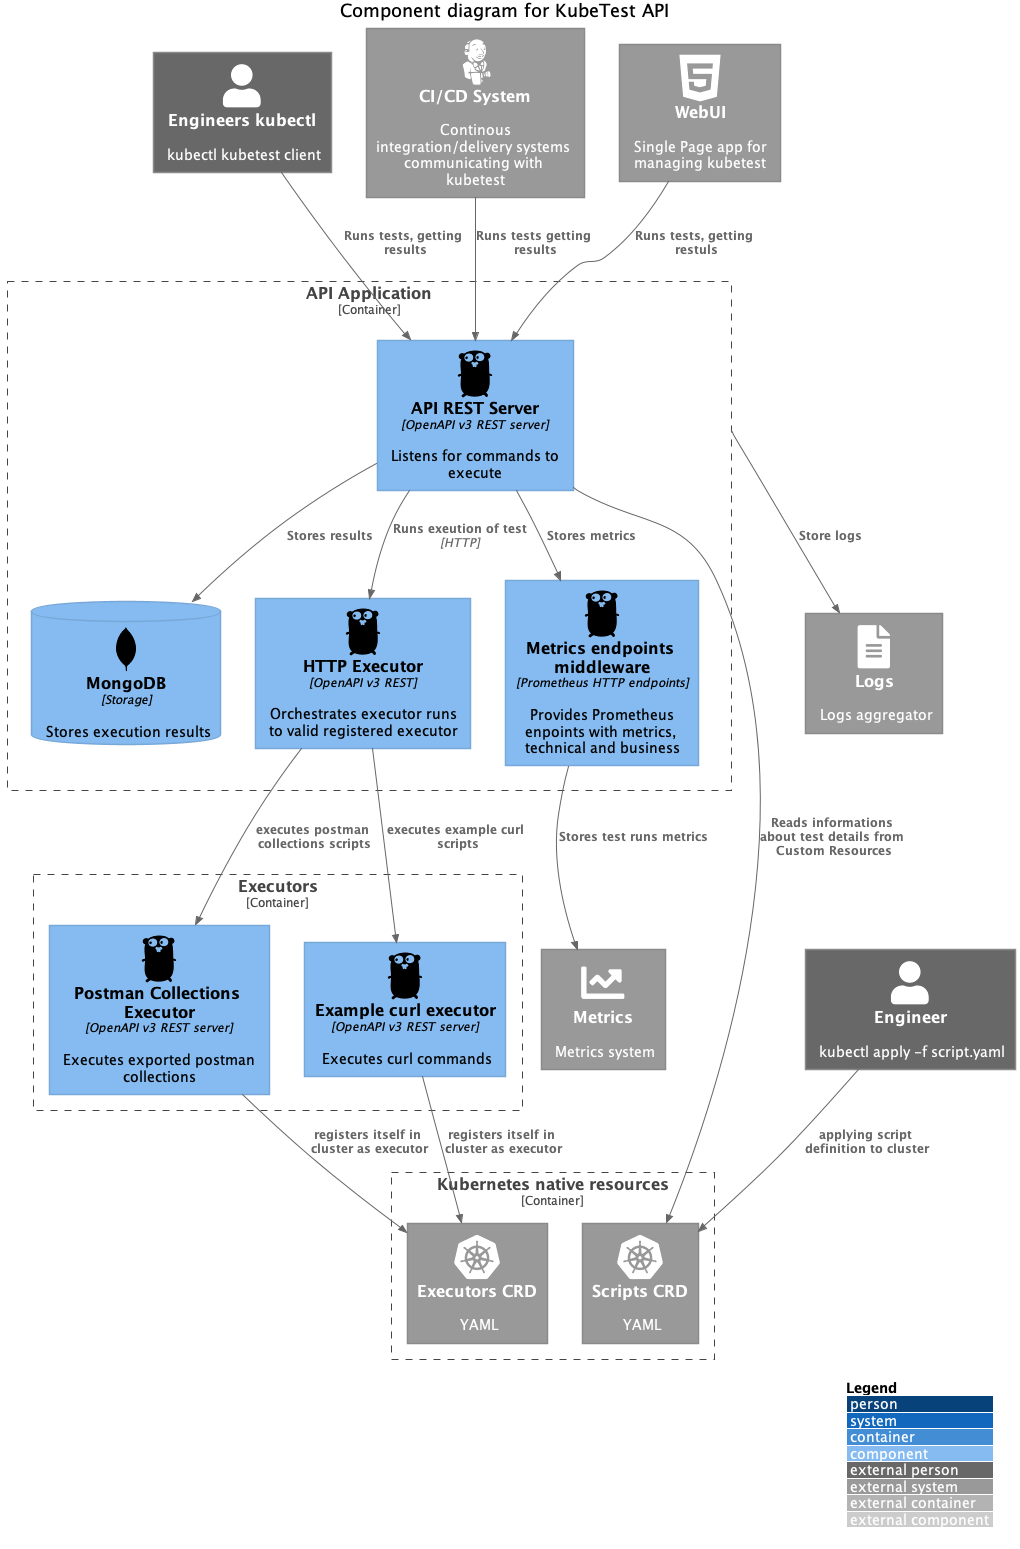 Component diagram for KubeTest API
Engineers kubectl
kubectl kubetest client
CI/CD System
Continous
integration/delivery systems
communicating with
kubetest
WebUI
Single Page app for
managing kubetest
Runs tests, getting
results
Runs tests getting
results
Runs tests, getting
restuls
API Application
[Container]
API REST Server
[OpenAPI v3 REST server]
Listens for commands to
execute
Stores results
Runs exeution of test
[HTTP]
Stores metrics
Store logs
MongoDB
[Storage]
Stores execution results
HTTP Executor
[OpenAPI v3 REST]
Orchestrates executor runs
to valid registered executor
Metrics endpoints
middleware
[Prometheus HTTP endpoints]
Provides Prometheus
enpoints with metrics,
technical and business
Logs
Logs aggregator
executes postman
collections scripts
executes example curl
scripts
Stores test runs metrics
Reads informations
about test details from
Custom Resources
Executors
[Container]
Postman Collections
Executor
[OpenAPI v3 REST server]
Executes exported postman
collections
Example curl executor
[OpenAPI v3 REST server]
Executes curl commands
Metrics
Metrics system
Engineer
kubectl apply -f script.yaml
registers itself in
cluster as executor
registers itself in
cluster as executor
applying script
definition to cluster
Kubernetes native resources
[Container]
Executors CRD
YAML
Scripts CRD
YAML
Legend
person
system
container
component
external person
external system
external container
external component